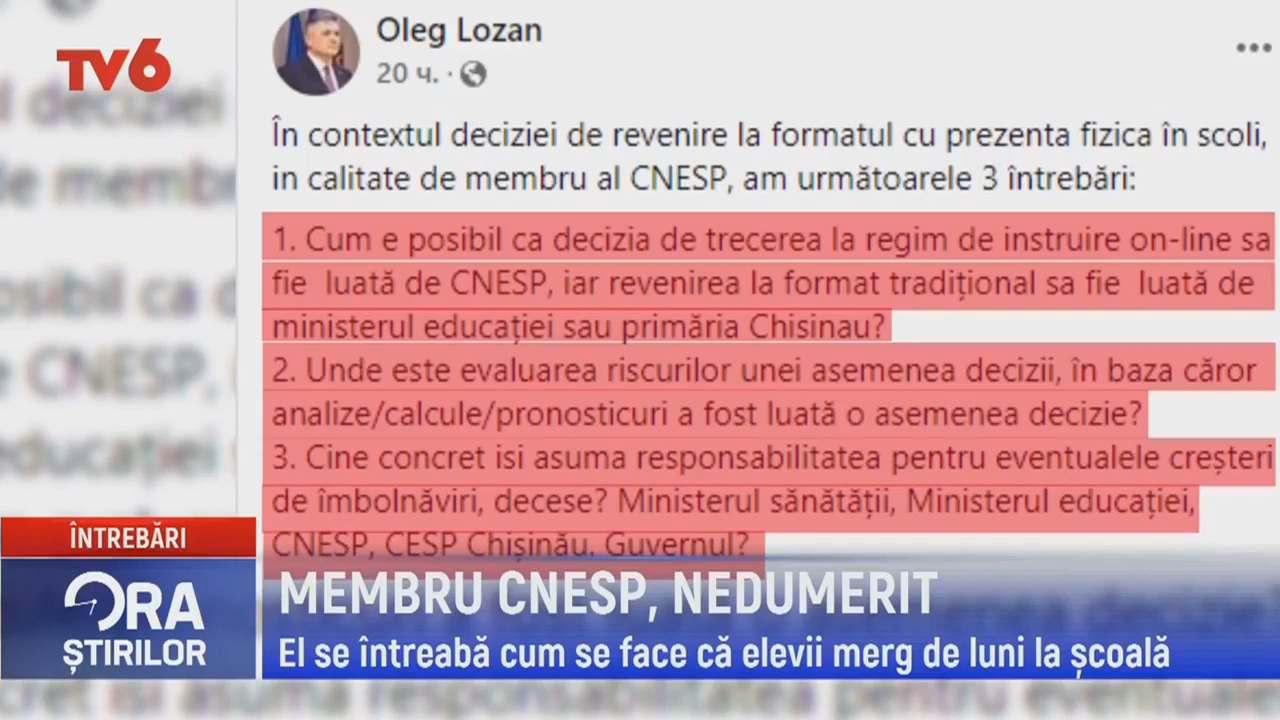 TV6
Oleg Lozan
20 ч. ·
În contextul deciziei de revenire la formatul cu prezenta fizica în scoli,
in calitate de membru al CNESP, am următoarele 3 întrebări:
1. Cum e posibil ca decizia de trecerea la regim de instruire on-line sa
fie luată de CNESP, iar revenirea la format tradițional sa fie luată de
ministerul educației sau primăria Chisinau?
2. Unde este evaluarea riscurilor unei asemenea decizii, în baza căror
analize/calcule/pronosticuri a fost luată o asemenea decizie?
3. Cine concret isi asuma responsabilitatea pentru eventualele creșteri
de îmbolnăviri, decese? Ministerul sănătății, Ministerul educației,
CNESP, CESP Chișinău, Guvernul?
ÎNTREBĂRI
ORA
ȘTIRILOR
MEMBRU CNESP, NEDUMERIT
El se întreabă cum se face că elevii merg de luni la școală